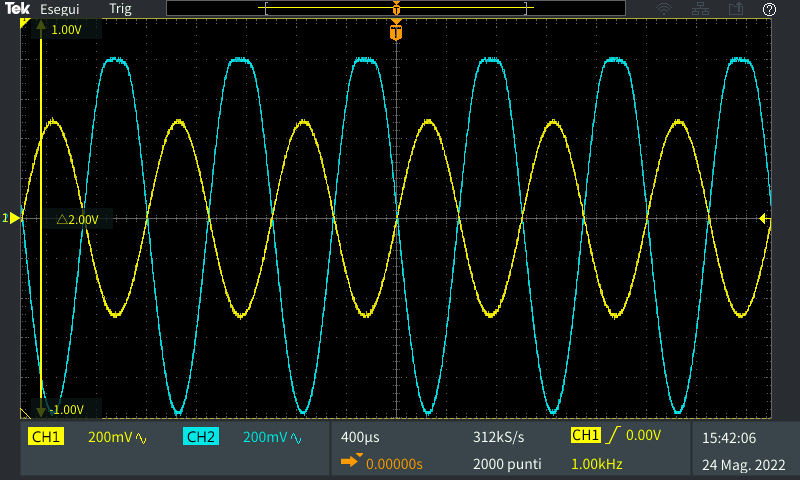 Tek Esegui Trig
T
?
T
1.00V
1
△2.00V
-1.00V
CH1 200mV CH2 200mV 400µs 312kS/s CH1 0.00V 15:42:06
0.00000s 2000 punti 1.00kHz 24 Mag. 2022